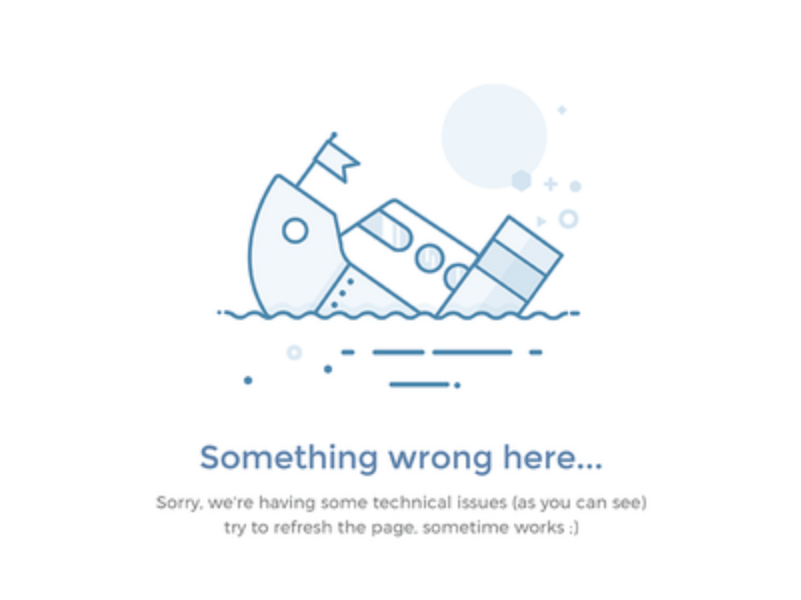 Something wrong here...
Sorry, we're having some technical issues (as you can see)
try to refresh the page, sometime works ;)